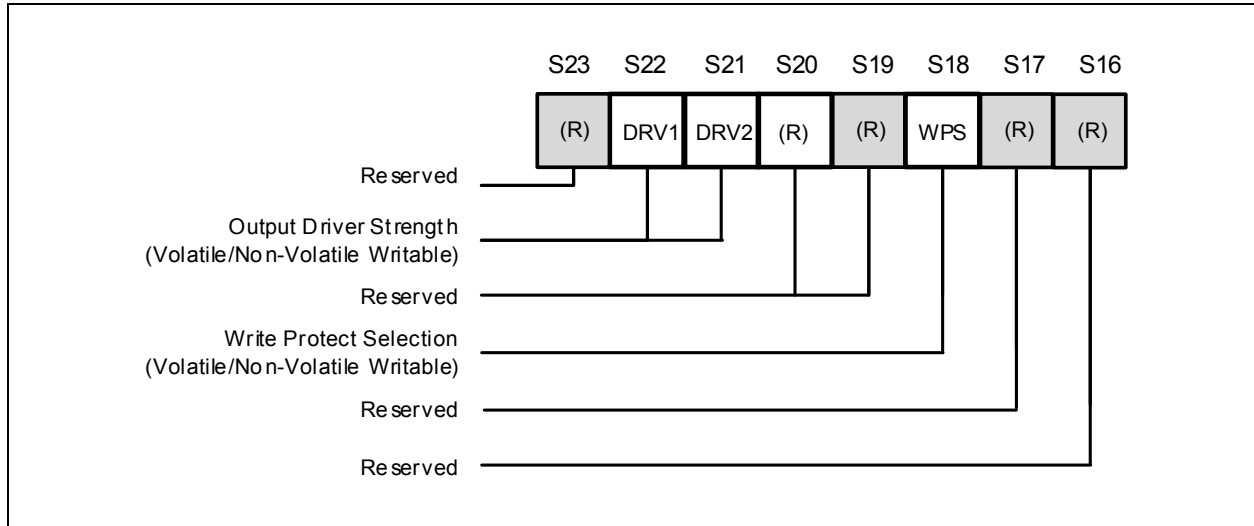 S23 S22 S21 S20 S19 S18 S17 S16
(R) DRV1 DRV2 (R) (R) WPS (R) (R)
Reserved
Output Driver Strength
(Volatile/Non-Volatile Writable)
Reserved
Write Protect Selection
(Volatile/Non-Volatile Writable)
Reserved
Reserved